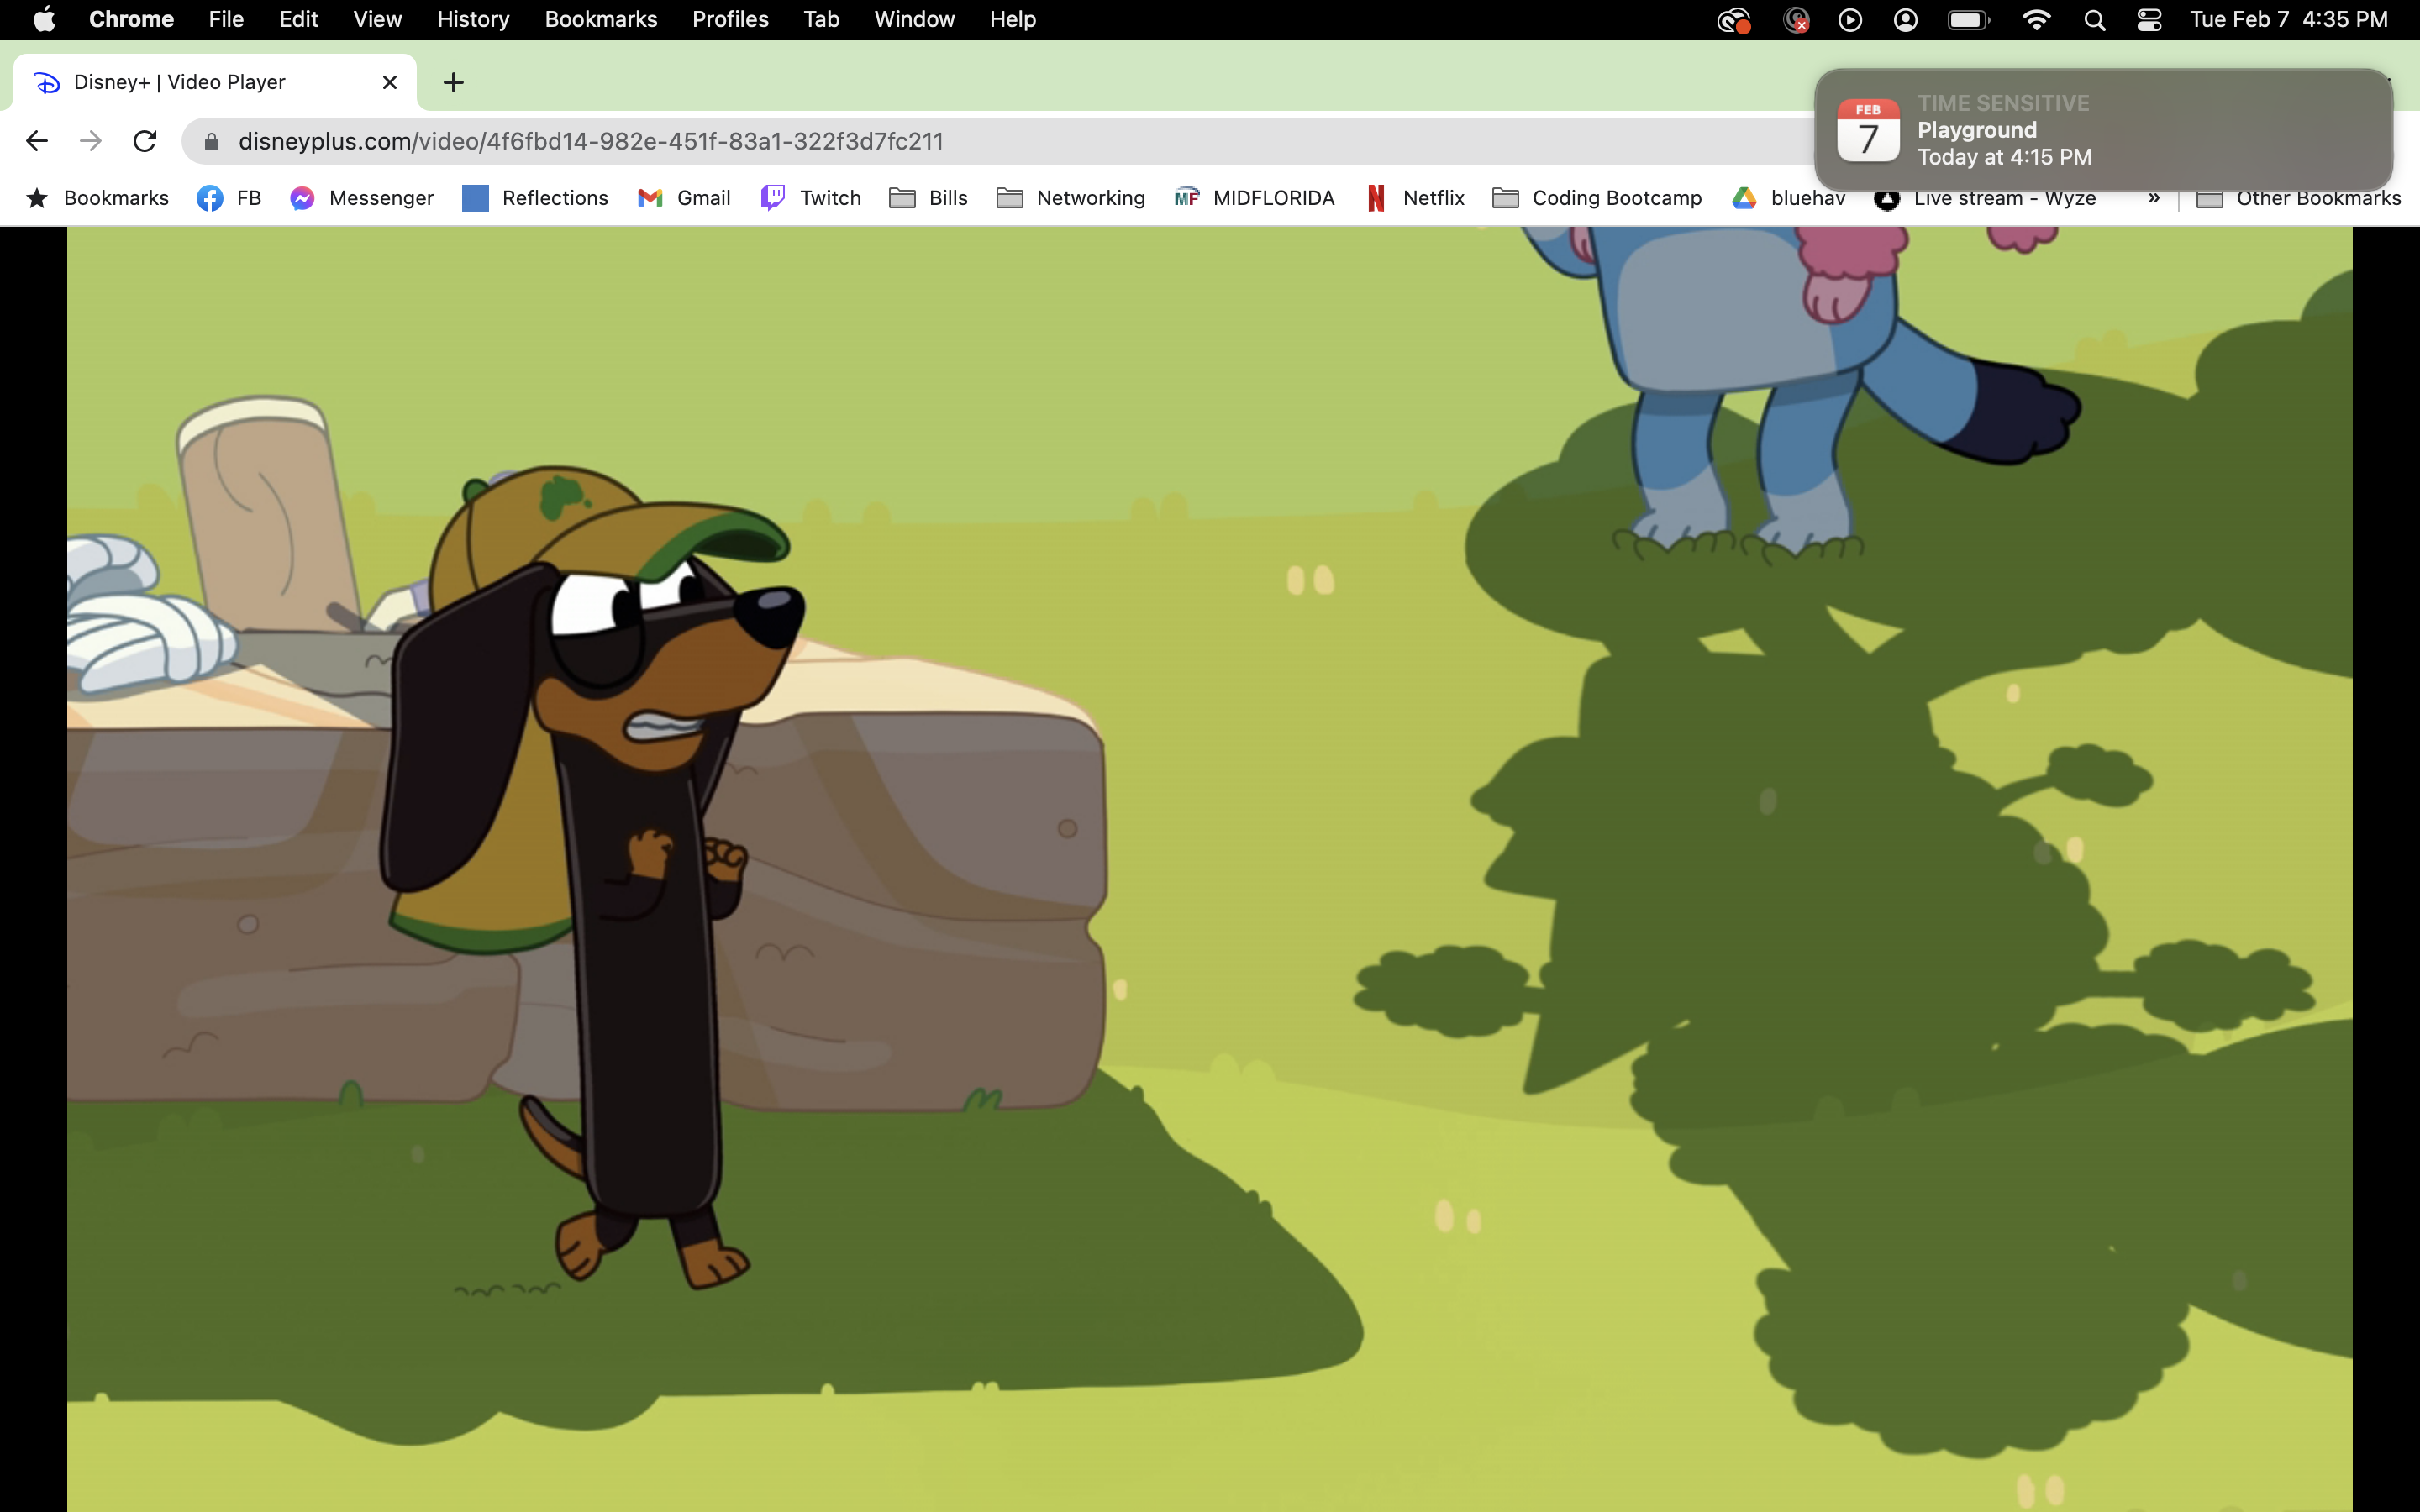 Chrome File Edit View History Bookmarks Profiles Tab Window Help Tue Feb 7 4:35 PM
Disney+ | Video Player
disneyplus.com/video/4f6fbd14-982e-451f-83a1-322f3d7fc211
FEB
7
TIME SENSITIVE
Playground
Today at 4:15 PM
Bookmarks FB Messenger Reflections Gmail Twitch Bills Networking MF MIDFLORIDA Netflix Coding Bootcamp bluehav Live stream - Wyze » Other Bookmarks